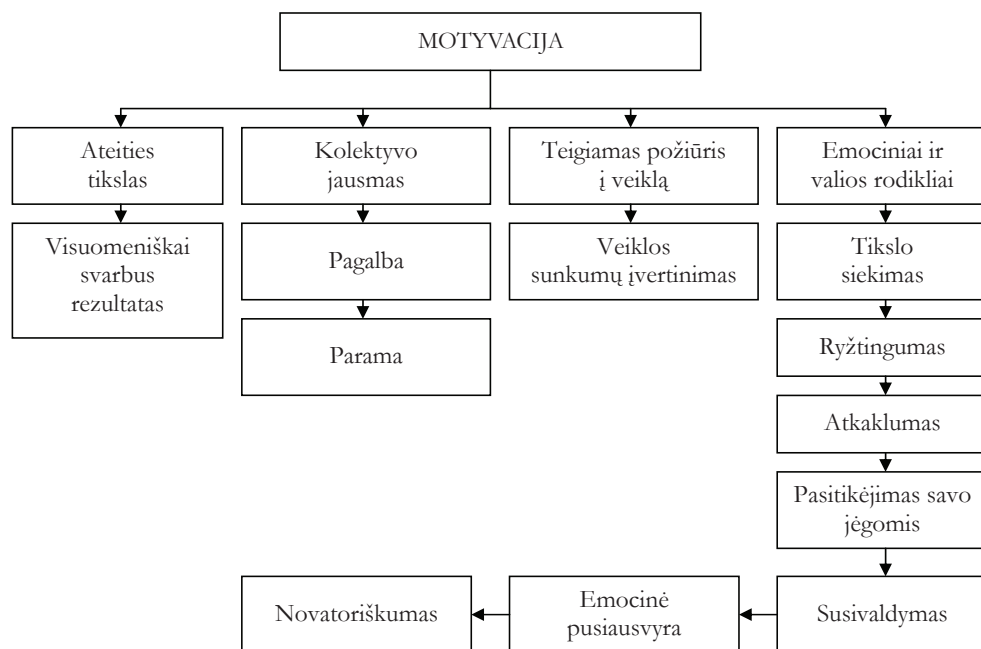 MOTYVACIJA
Ateities
tikslas
Kolektyvo
jausmas
Teigiamas požiūris
į veiklą
Emociniai ir
valios rodikliai
Visuomeniškai
svarbus
rezultatas
Pagalba
Veiklos
sunkumų įvertinimas
Tikslo
siekimas
Parama
Ryžtingumas
Atkaklumas
Pasitikėjimas savo
jėgomis
Novatoriškumas
Emocinė
pusiausvyra
Susivaldymas